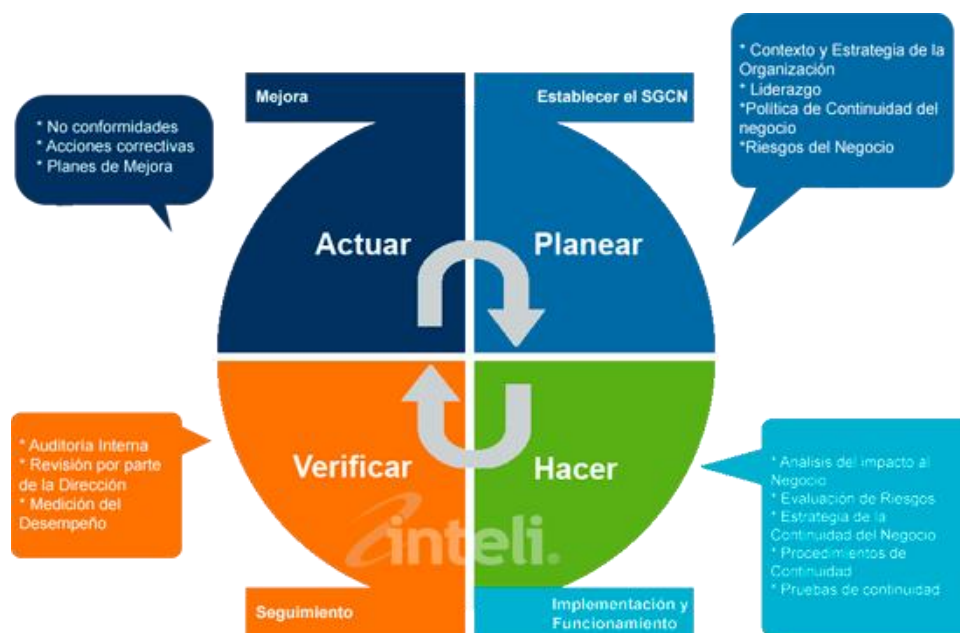 * Contexto y Estrategia de la
Organización
* Liderazgo
*Política de Continuidad del
negocio
*Riesgos del Negocio
Mejora
Establecer el SGCN
* No conformidades
* Acciones correctivas
* Planes de Mejora
Actuar
Planear
* Auditoria Interna
* Revisión por parte
de la Dirección
* Medición del
Desempeño
Verificar
Hacer
* Análisis del impacto al
Negocio
* Evaluación de Riesgos
* Estrategia de la
Continuidad del Negocio
* Procedimientos de
Continuidad
* Pruebas de continuidad
inteli.
Seguimiento
Implementación y
Funcionamiento